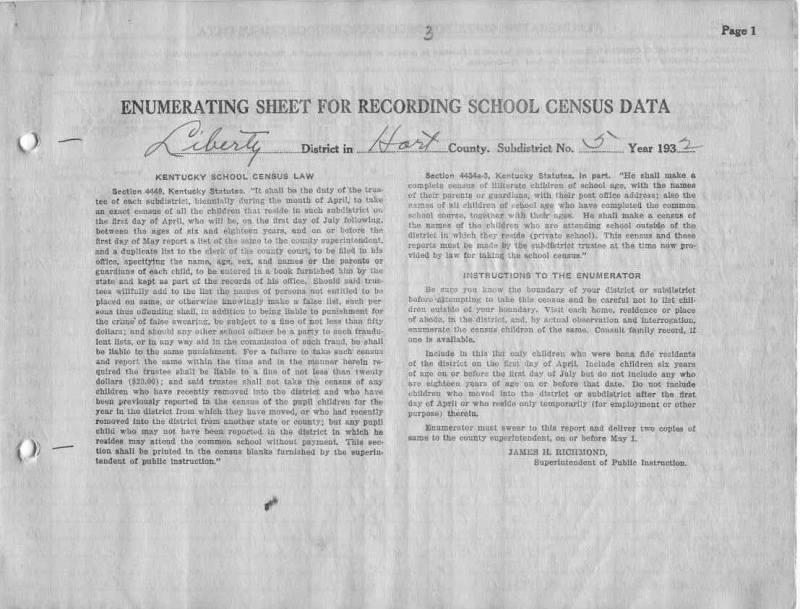 3
Page 1
ENUMERATING SHEET FOR RECORDING SCHOOL CENSUS DATA
Liberty District in Hart County. Subdistrict No. 5 Year 1932
KENTUCKY SCHOOL CENSUS LAW
Section 4449, Kentucky Statutes. "It shall be the duty of the trus-
tee of each subdistrict, biennially during the month of April, to take
an exact census of all the children that reside in such subdistrict on
the first day of April, who will be, on the first day of July following,
between the ages of six and eighteen years, and on or before the
first day of May report a list of the same to the county superintendent,
and a duplicate list to the clerk of the county court, to be filed in his
office, specifying the name, age, sex, and names or the parents or
guardians of each child, to be entered in a book furnished him by the
state and kept as part of the records of his office. Should said trus-
tees willfully add to the list the names of persons not entitled to be
placed on same, or otherwise knowingly make a false list, such per-
sons thus offending shall, in addition to being liable to punishment for
the crime of false swearing, be subject to a fine of not less than fifty
dollars; and should any other school officer be a party to such fraudu-
lent lists, or in any way aid in the commission of such fraud, he shall
be liable to the same punishment. For a failure to take such census
and report the same within the time and in the manner herein re-
quired the trustee shall be liable to a fine of not less than twenty
dollars ($20.00); and said trustee shall not take the census of any
children who have recently removed into the district and who have
been previously reported in the census of the pupil children for the
year in the district from which they have moved, or who had recently
removed into the district from another state or county; but any pupil
child who may not have been reported in the district in which he
resides may attend the common school without payment. This sec-
tion shall be printed in the census blanks furnished by the superin-
tendent of public instruction."
Section 4434a-3, Kentucky Statutes, in part. "He shall make a
complete census of illiterate children of school age, with the names
of their parents or guardians, with their post office address; also the
names of all children of school age who have completed the common
school course, together with their ages. He shall make a census of
the names of the children who are attending school outside of the
district in which they reside (private school). This census and these
reports must be made by the subdistrict trustee at the time now pro-
vided by law for taking the school census."
INSTRUCTIONS TO THE ENUMERATOR
Be sure you know the boundary of your district or subdistrict
before attempting to take this census and be careful not to list chil-
dren outside of your boundary. Visit each home, residence or place
of abode, in the district, and, by actual observation and interrogation,
enumerate the census children of the same. Consult family record, if
one is available.
Include in this list only children who were bona fide residents
of the district on the first day of April. Include children six years
of age on or before the first day of July but do not include any who
are eighteen years of age on or before that date. Do not include
children who moved into the district or subdistrict after the first
day of April or who reside only temporarily (for employment or other
purpose) therein.
Enumerator must swear to this report and deliver two copies of
same to the county superintendent, on or before May 1.
JAMES H. RICHMOND,
Superintendent of Public Instruction.